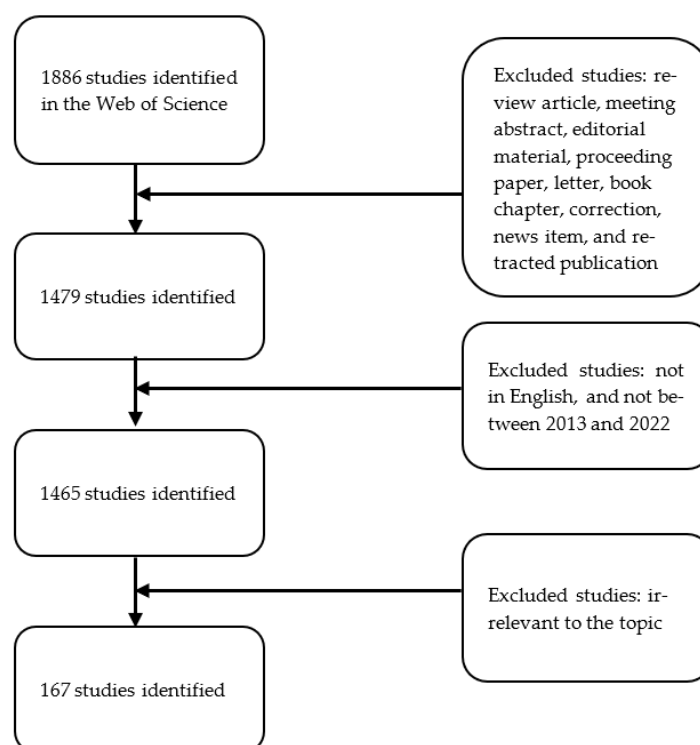 1886 studies identified
in the Web of Science
Excluded studies: re-
view article, meeting
abstract, editorial
material, proceeding
paper, letter, book
chapter, correction,
news item, and re-
tracted publication
1479 studies identified
Excluded studies: not
in English, and not be-
tween 2013 and 2022
1465 studies identified
Excluded studies: ir-
relevant to the topic
167 studies identified